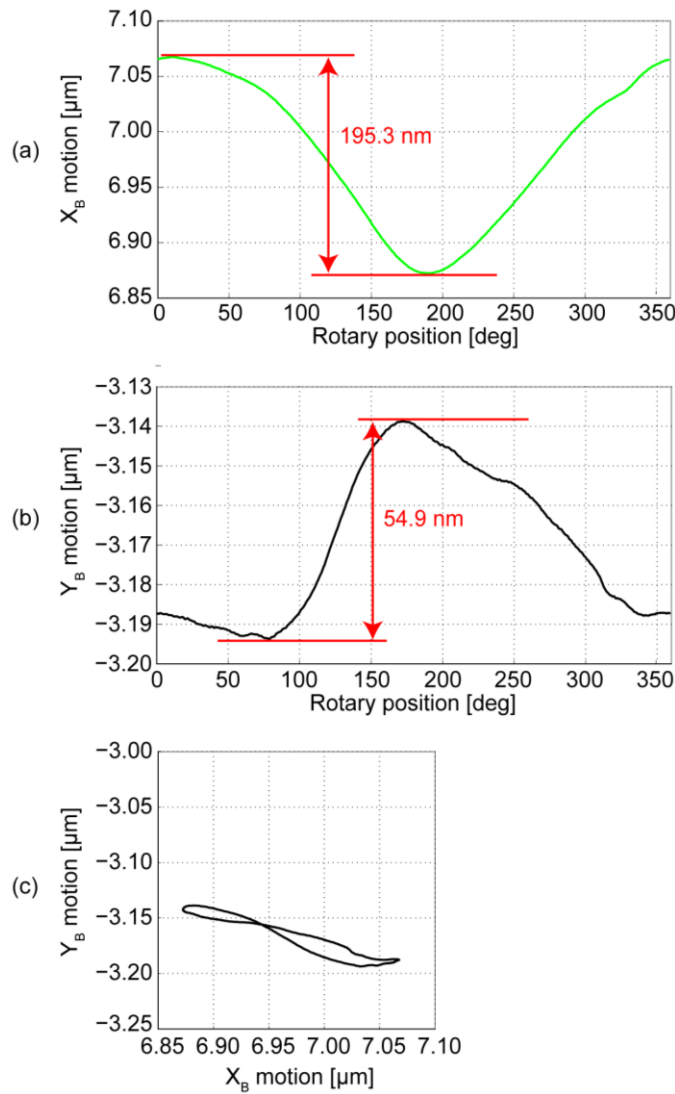 (a)
X_B motion [µm]
7.10
7.05
7.00
6.95
6.90
6.85
195.3 nm
0 50 100 150 200 250 300 350
Rotary position [deg]
(b)
Y_B motion [µm]
−3.13
−3.14
−3.15
−3.16
−3.17
−3.18
−3.19
−3.20
54.9 nm
0 50 100 150 200 250 300 350
Rotary position [deg]
(c)
Y_B motion [µm]
−3.00
−3.05
−3.10
−3.15
−3.20
−3.25
6.85 6.90 6.95 7.00 7.05 7.10
X_B motion [µm]